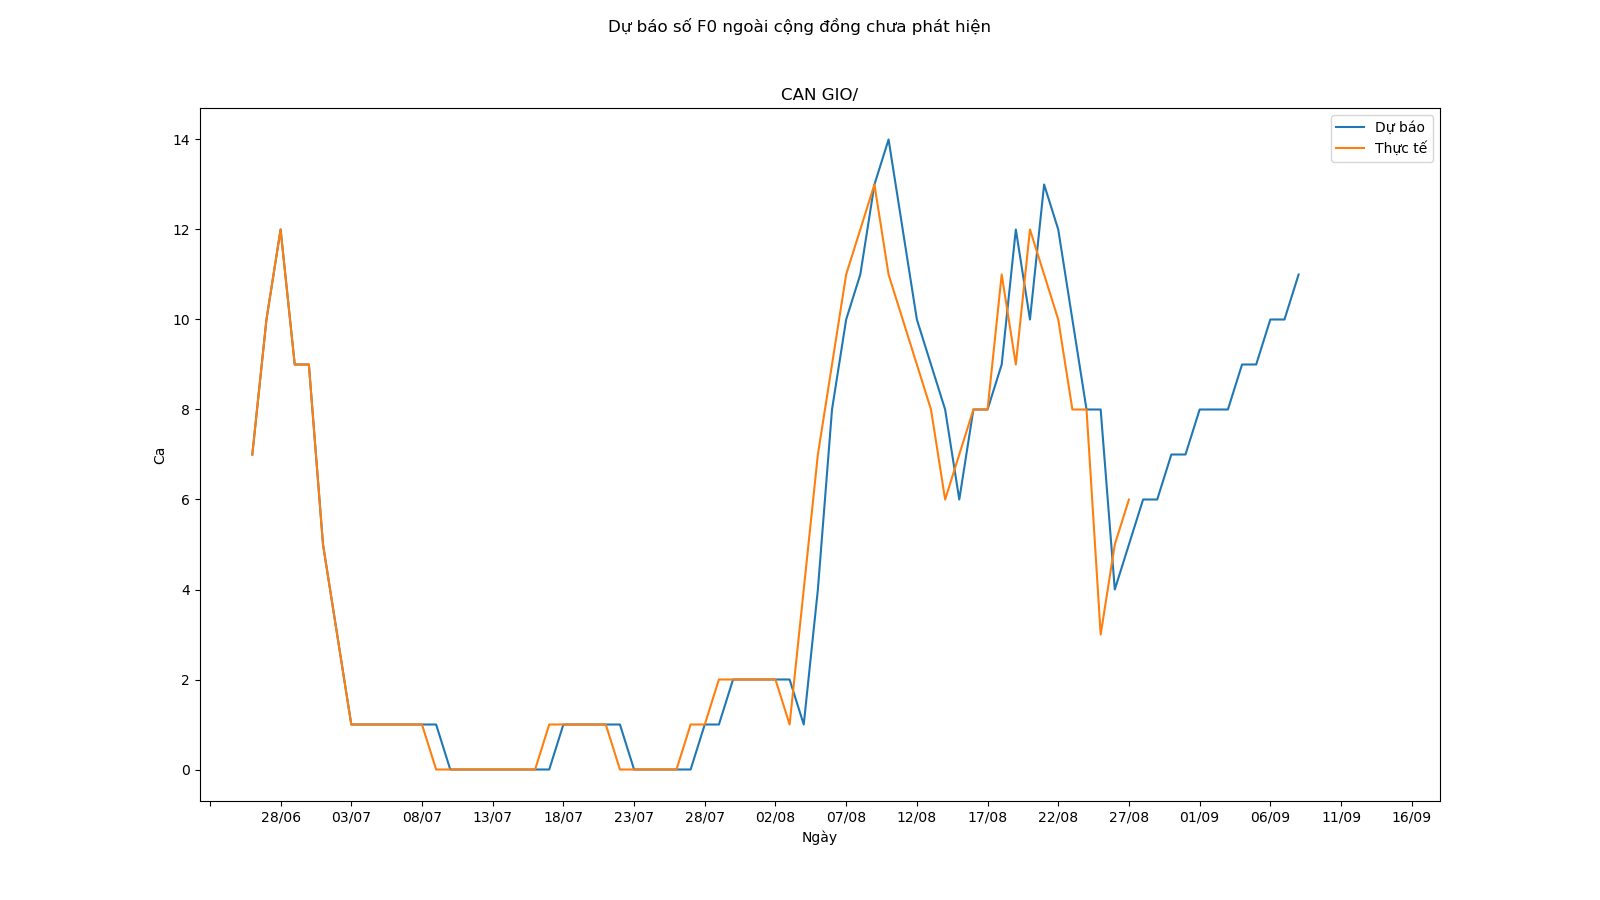 Dự báo số F0 ngoài cộng đồng chưa phát hiện
CAN GIO/
Dự báo
Thực tế
14
12
10
8
6
4
2
0
Ca
28/06 03/07 08/07 13/07 18/07 23/07 28/07 02/08 07/08 12/08 17/08 22/08 27/08 01/09 06/09 11/09 16/09
Ngày